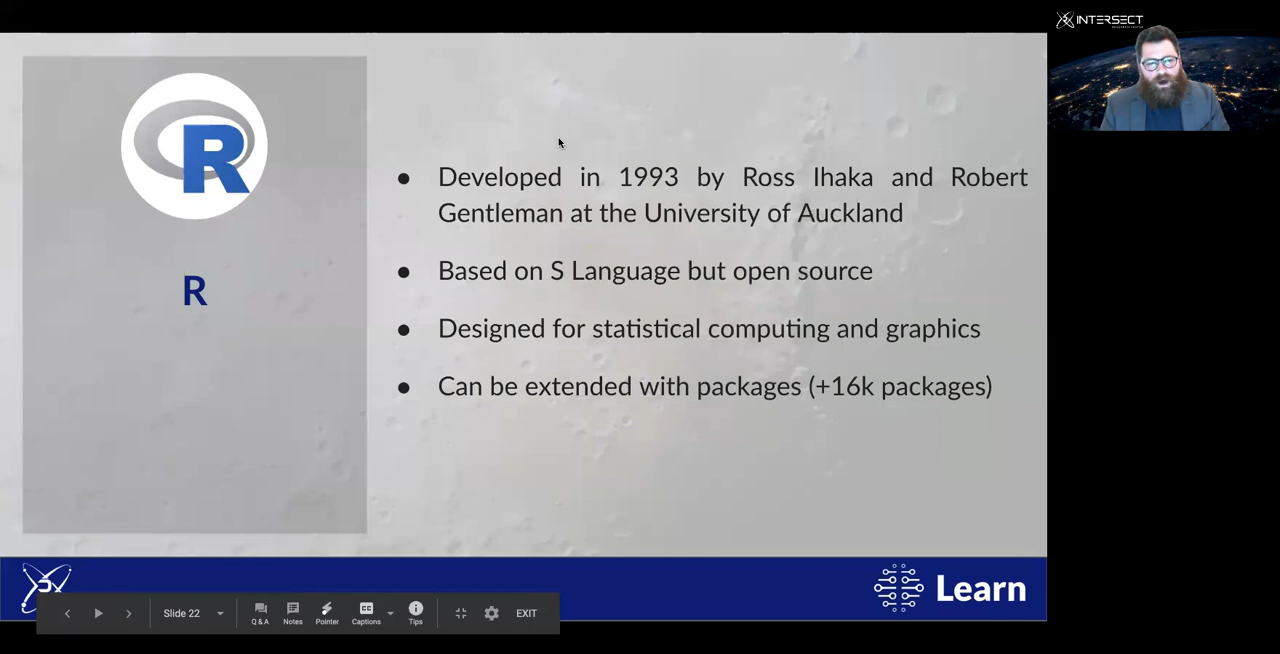 INTERSECT
R
R
● Developed in 1993 by Ross Ihaka and Robert
Gentleman at the University of Auckland
● Based on S Language but open source
● Designed for statistical computing and graphics
● Can be extended with packages (+16k packages)
Learn
Slide 22
Q & A
Notes
Pointer
Captions
CC
Tips
EXIT